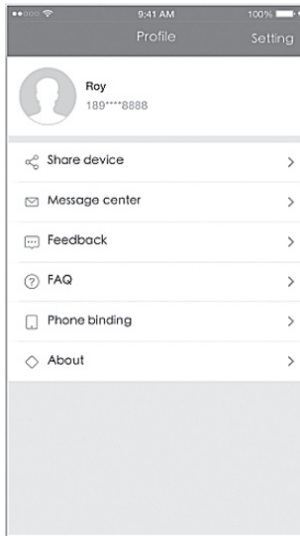 9:41 AM 100%
Profile Setting
Roy
189****8888
Share device
Message center
Feedback
FAQ
Phone binding
About